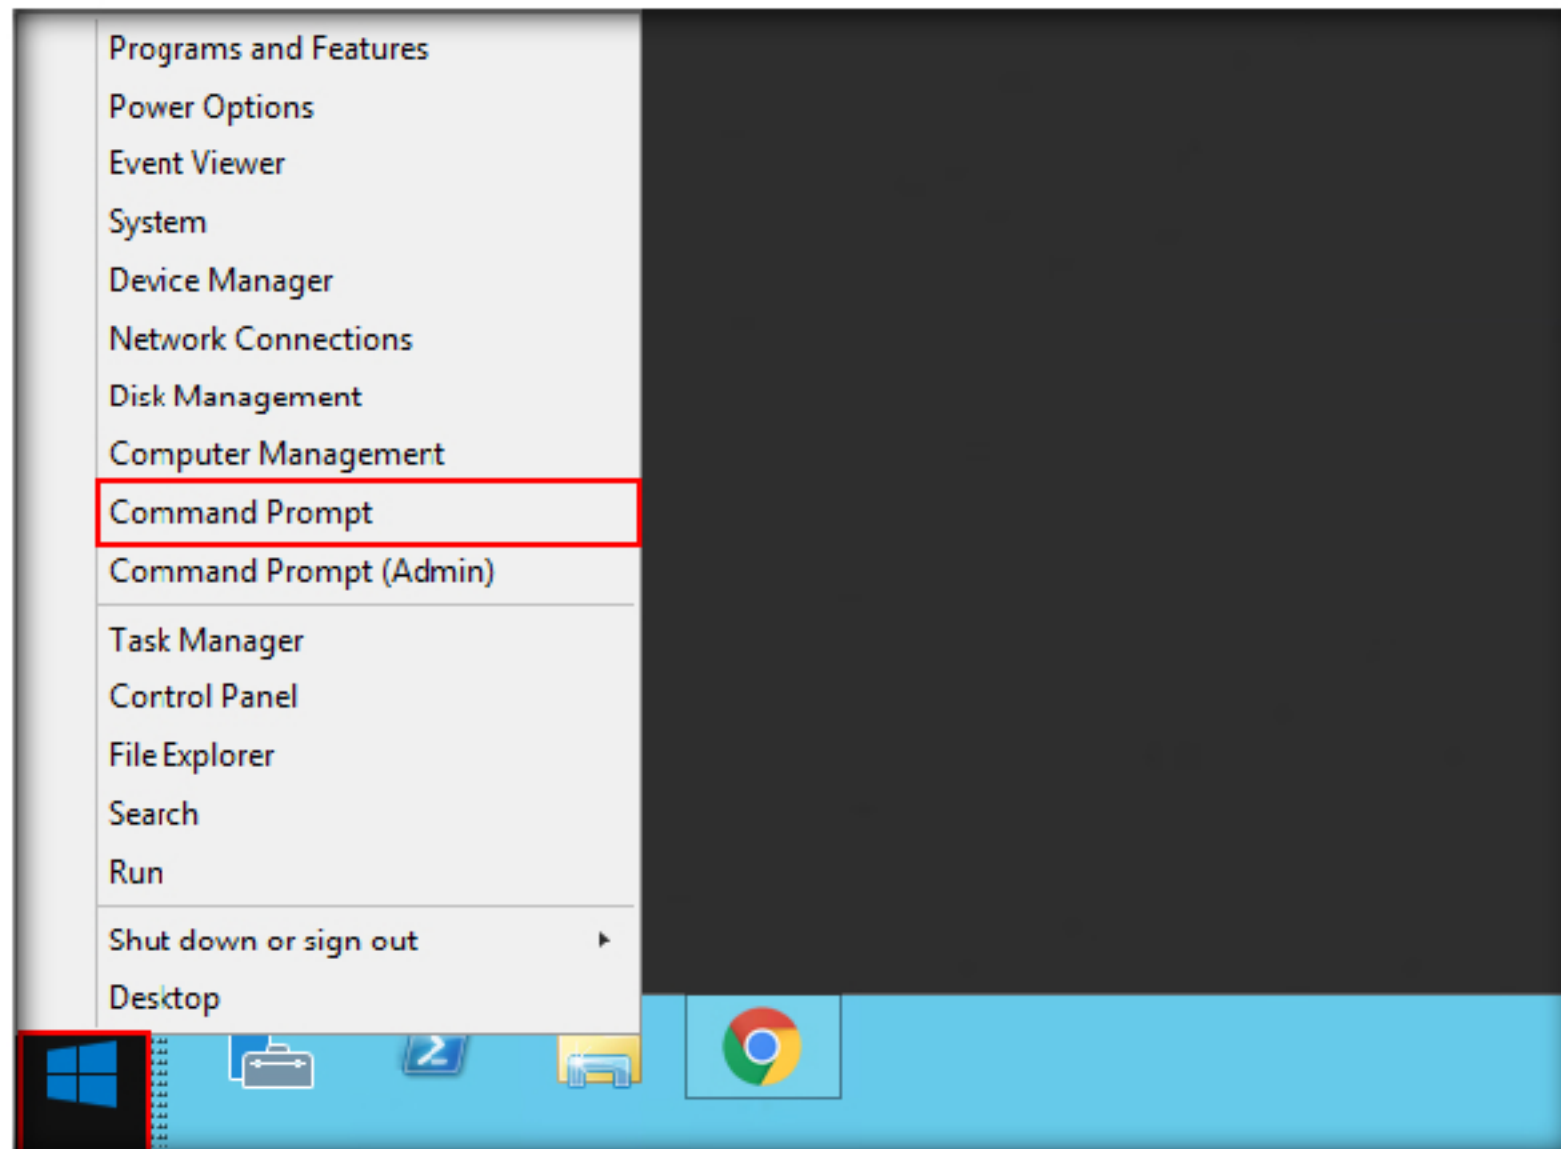 Programs and Features
Power Options
Event Viewer
System
Device Manager
Network Connections
Disk Management
Computer Management
Command Prompt
Command Prompt (Admin)
Task Manager
Control Panel
File Explorer
Search
Run
Shut down or sign out
Desktop